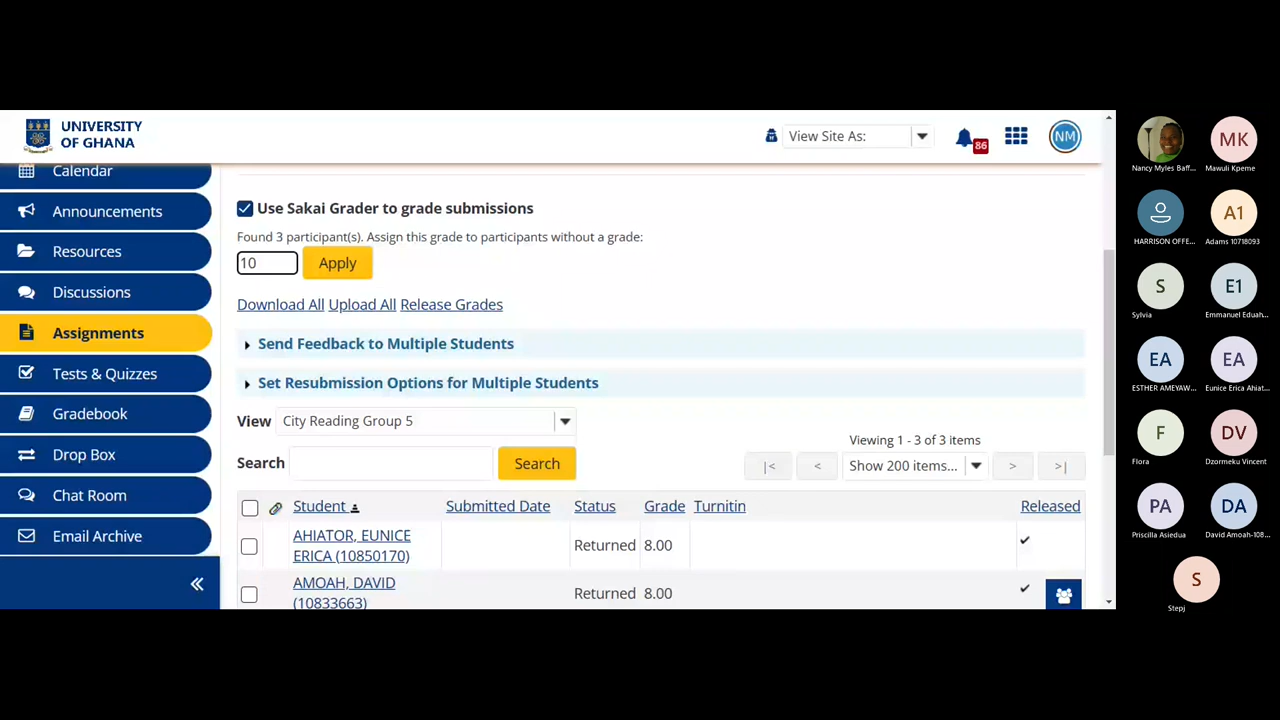 UNIVERSITY
OF GHANA
View Site As:
86
NM
Calendar
Announcements
Resources
Discussions
Assignments
Tests & Quizzes
Gradebook
Drop Box
Chat Room
Email Archive
Use Sakai Grader to grade submissions
Found 3 participant(s). Assign this grade to participants without a grade:
10
Apply
Download All Upload All Release Grades
Send Feedback to Multiple Students
Set Resubmission Options for Multiple Students
View City Reading Group 5
Viewing 1 - 3 of 3 items
Search
Search
|<
<
Show 200 items...
>
>|
Student Submitted Date Status Grade Turnitin Released
AHIATOR, EUNICE
ERICA (10850170)
Returned 8.00
AMOAH, DAVID
(10833663)
Returned 8.00
Nancy Myles Baff...
MK
Mawuli Kpeme
HARRISON OFFE...
A1
Adams 10718093
S
Sylvia
E1
Emmanuel Eduah...
EA
ESTHER AMEYAW...
EA
Eunice Erica Ahiat...
F
Flora
DV
Dzormeku Vincent
PA
Priscilla Asiedua
DA
David Amoah-108...
S
Stepj